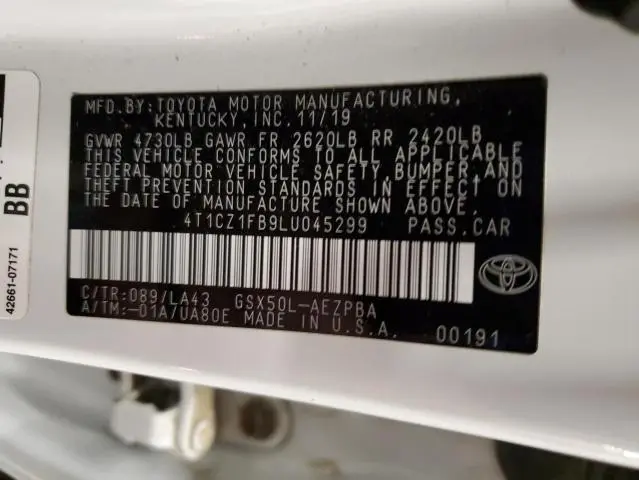 MFD.BY:TOYOTA MOTOR MANUFACTURING,
KENTUCKY, INC.11/19
GVWR 4730LB GAWR FR 2620LB RR 2420LB
THIS VEHICLE CONFORMS TO ALL APPLICABLE
FEDERAL MOTOR VEHICLE SAFETY,BUMPER,AND
THEFT PREVENTION STANDARDS IN EFFECT ON
THE DATE OF MANUFACTURE SHOWN ABOVE.
4T1CZ1FB9LU045299 PASS.CAR
C/TR:089/LA43 GSX50L-AEZPBA
A/TM:-01A/UA80E MADE IN U.S.A. 00191
BB
42661-07171